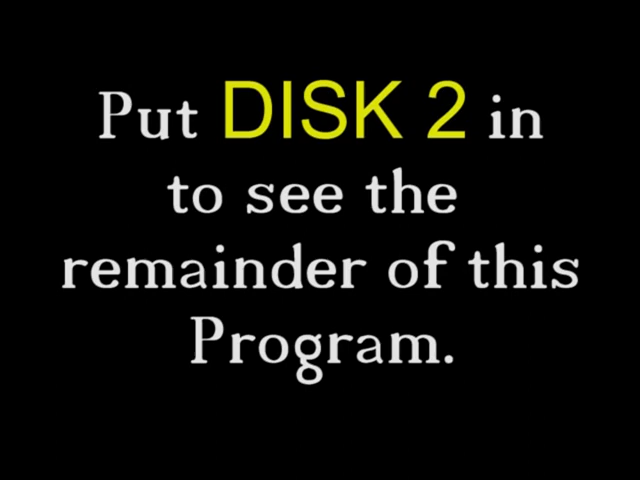 Put DISK 2 in
to see the
remainder of this
Program.